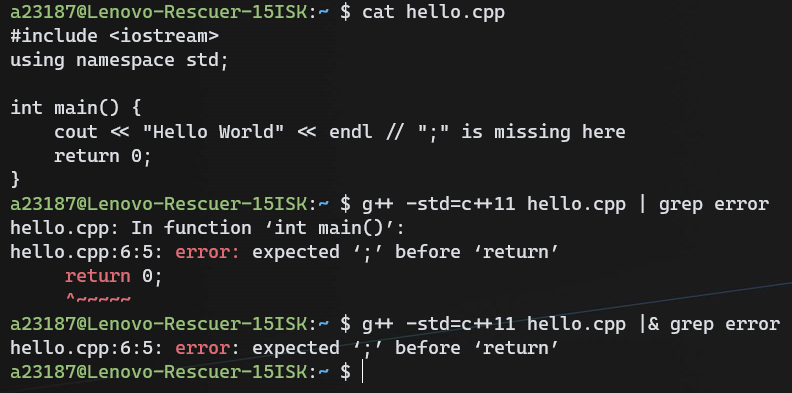 a23187@Lenovo-Rescuer-15ISK:~ $ cat hello.cpp
#include <iostream>
using namespace std;

int main() {
    cout << "Hello World" << endl // ";" is missing here
    return 0;
}
a23187@Lenovo-Rescuer-15ISK:~ $ g++ -std=c++11 hello.cpp | grep error
hello.cpp: In function ‘int main()’:
hello.cpp:6:5: error: expected ‘;’ before ‘return’
     return 0;
     ^~~~~~
a23187@Lenovo-Rescuer-15ISK:~ $ g++ -std=c++11 hello.cpp |& grep error
hello.cpp:6:5: error: expected ‘;’ before ‘return’
a23187@Lenovo-Rescuer-15ISK:~ $